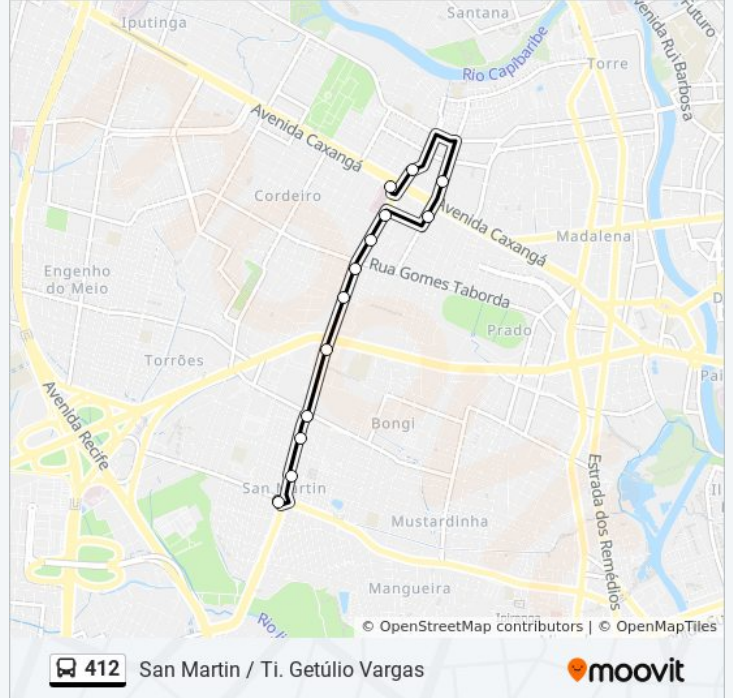 Santana
Futuro
Avenida Rui Barbosa
Iputinga
Rio Capibaribe
Torre
Avenida Caxangá
Cordeiro
Avenida Caxangá
Madalena
Rua Gomes Taborda
Engenho
do Meio
Prado
Torrões
Avenida Recife
Bongi
San Martin
Estrada dos Remédios
Mustardinha
Mangueira
© OpenStreetMap contributors | © OpenMapTiles
412 San Martin / Ti. Getúlio Vargas
moovit